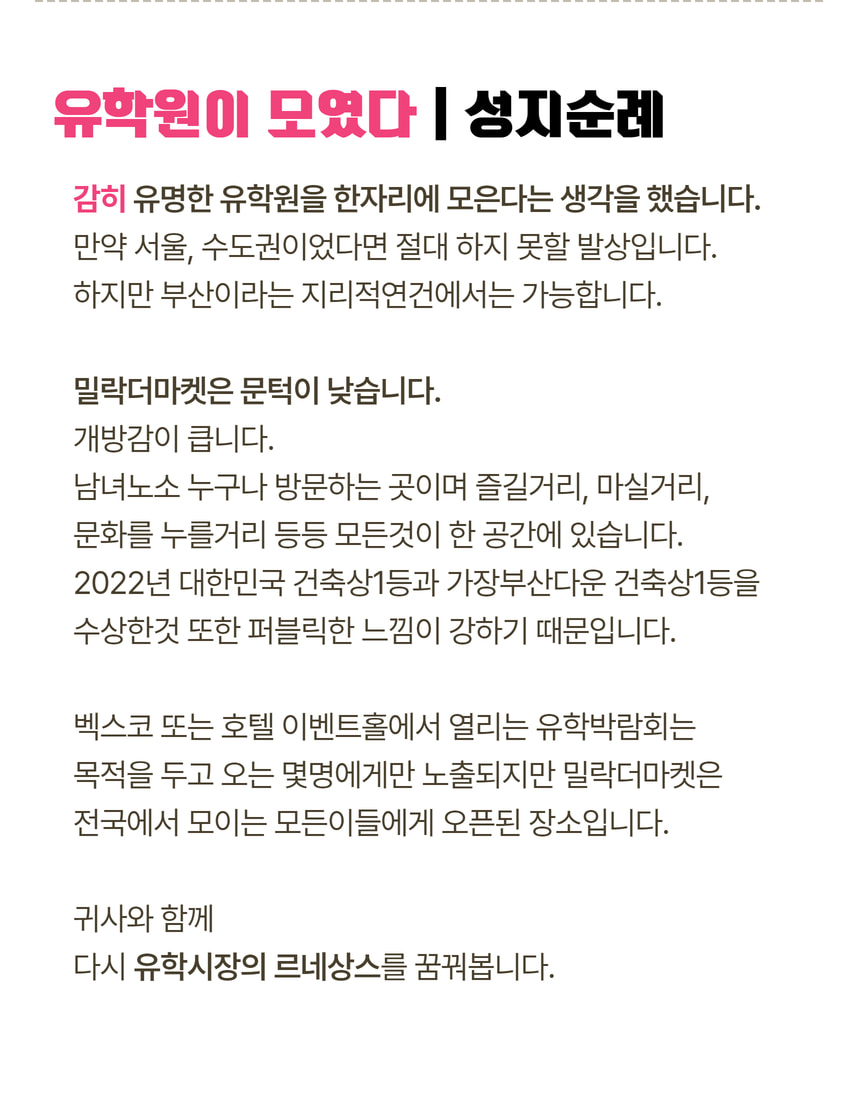 유학원이 모였다 | 성지순례
감히 유명한 유학원을 한자리에 모은다는 생각을 했습니다.
만약 서울, 수도권이었다면 절대 하지 못할 발상입니다.
하지만 부산이라는 지리적연건에서는 가능합니다.
밀락더마켓은 문턱이 낮습니다.
개방감이 큽니다.
남녀노소 누구나 방문하는 곳이며 즐길거리, 마실거리,
문화를 누를거리 등등 모든것이 한 공간에 있습니다.
2022년 대한민국 건축상1등과 가장부산다운 건축상1등을
수상한것 또한 퍼블릭한 느낌이 강하기 때문입니다.
벡스코 또는 호텔 이벤트홀에서 열리는 유학박람회는
목적을 두고 오는 몇명에게만 노출되지만 밀락더마켓은
전국에서 모이는 모든이들에게 오픈된 장소입니다.
귀사와 함께
다시 유학시장의 르네상스를 꿈꿔봅니다.